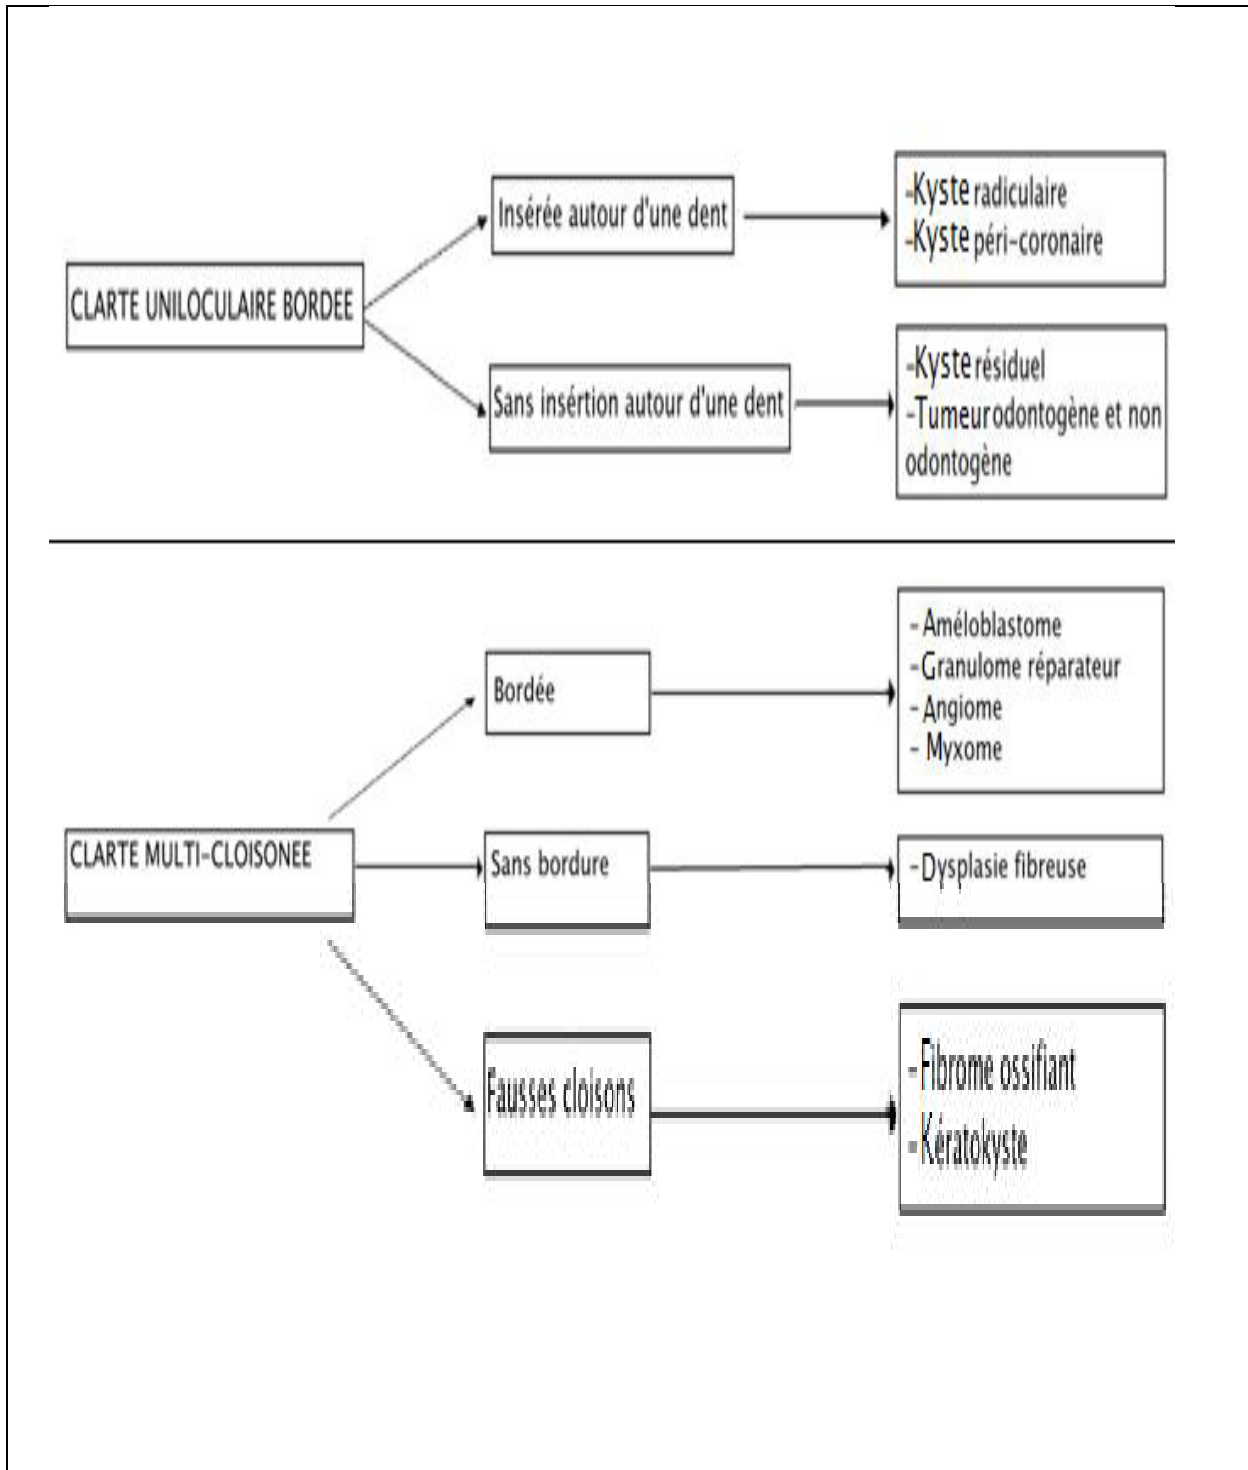 CLARTE UNILOCULAIRE BORDEE
Insérée autour d'une dent
-Kyste radiculaire
-Kyste péri-coronaire
Sans insértion autour d'une dent
-Kyste résiduel
-Tumeur odontogène et non
odontogène
CLARTE MULTI-CLOISONEE
Bordée
- Améloblastome
- Granulome réparateur
- Angiome
- Myxome
Sans bordure
- Dysplasie fibreuse
Fausses cloisons
- Fibrome ossifiant
- Kératokyste